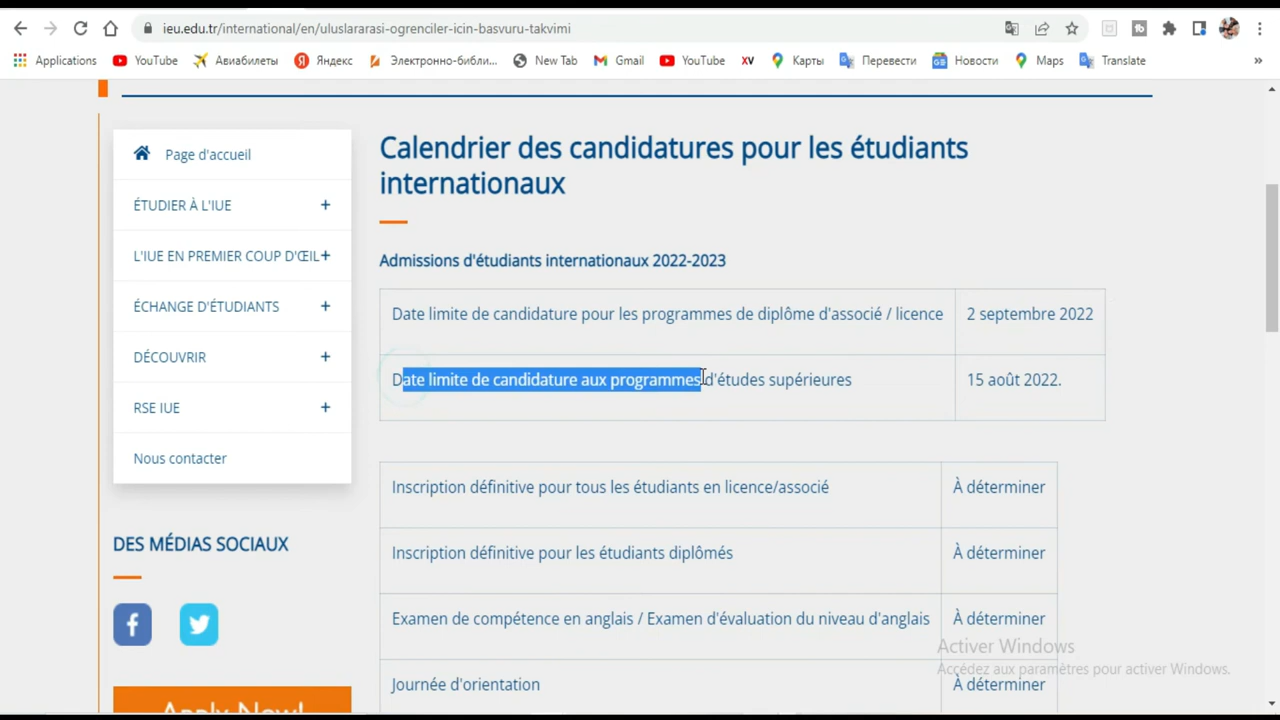 ieu.edu.tr/international/en/uluslararasi-ogrenciler-icin-basvuru-takvimi
Applications YouTube Авиабилеты Яндекс Электронно-библи... New Tab Gmail YouTube XV Карты Перевести Новости Maps Translate »
Page d'accueil
ÉTUDIER À L'IUE +
L'IUE EN PREMIER COUP D'ŒIL +
ÉCHANGE D'ÉTUDIANTS +
DÉCOUVRIR +
RSE IUE +
Nous contacter
DES MÉDIAS SOCIAUX
Apply Now!
Calendrier des candidatures pour les étudiants
internationaux
Admissions d'étudiants internationaux 2022-2023
Date limite de candidature pour les programmes de diplôme d'associé / licence 2 septembre 2022
Date limite de candidature aux programmes d'études supérieures 15 août 2022.
Inscription définitive pour tous les étudiants en licence/associé À déterminer
Inscription définitive pour les étudiants diplômés À déterminer
Examen de compétence en anglais / Examen d'évaluation du niveau d'anglais À déterminer
Journée d'orientation À déterminer
Activer Windows
Accédez aux paramètres pour activer Windows.